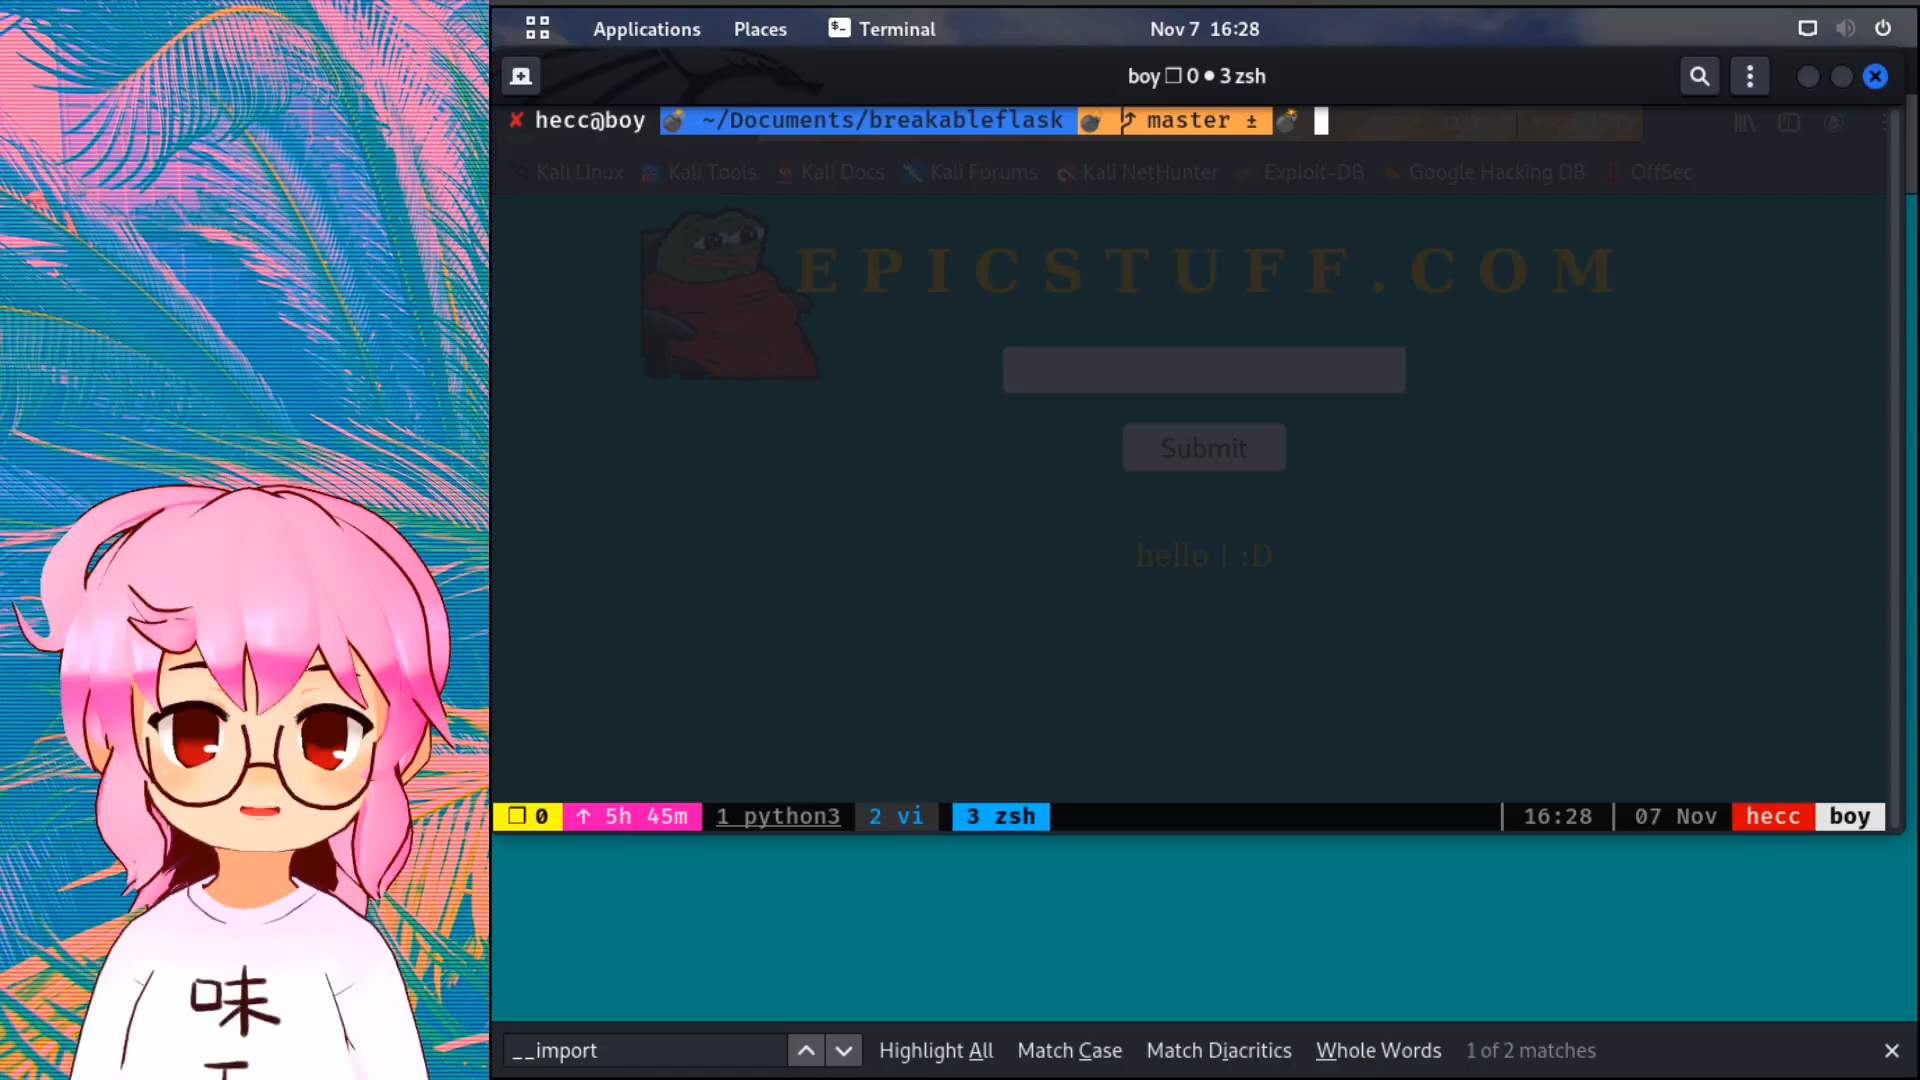 Applications Places Terminal Nov 7 16:28
boy ❐ 0 ● 3 zsh
✘ hecc@boy ~/Documents/breakableflask master ±
Kali Linux Kali Tools Kali Docs Kali Forums Kali NetHunter Exploit-DB Google Hacking DB OffSec
EPICSTUFF.COM
Submit
hello ! :D
❐ 0 ↑ 5h 45m 1 python3 2 vi 3 zsh | 16:28 | 07 Nov hecc boy
味
__import Highlight All Match Case Match Diacritics Whole Words 1 of 2 matches